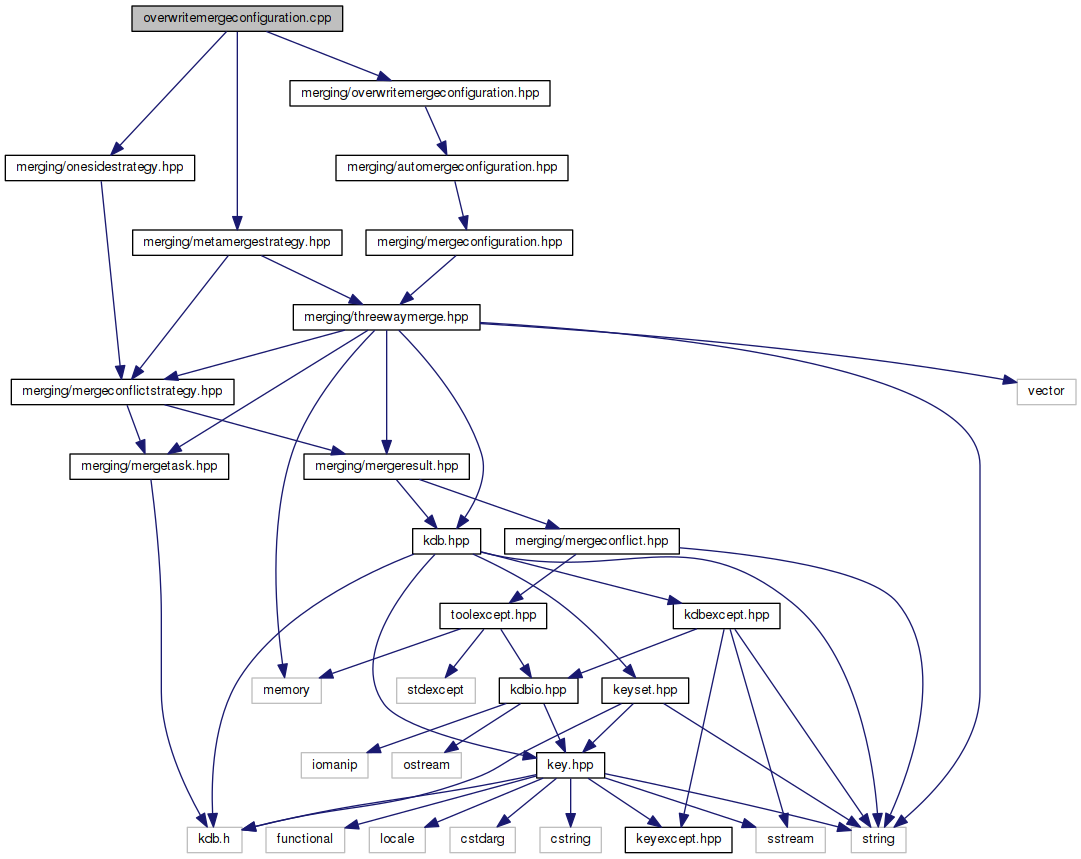 overwritemergeconfiguration.cpp
merging/overwritemergeconfiguration.hpp
merging/onesidestrategy.hpp
merging/automergeconfiguration.hpp
merging/metamergestrategy.hpp
merging/mergeconfiguration.hpp
merging/threewaymerge.hpp
merging/mergeconflictstrategy.hpp
vector
merging/mergetask.hpp
merging/mergeresult.hpp
kdb.hpp
merging/mergeconflict.hpp
toolexcept.hpp
kdbexcept.hpp
memory
stdexcept
kdbio.hpp
keyset.hpp
iomanip
ostream
key.hpp
kdb.h
functional
locale
cstdarg
cstring
keyexcept.hpp
sstream
string